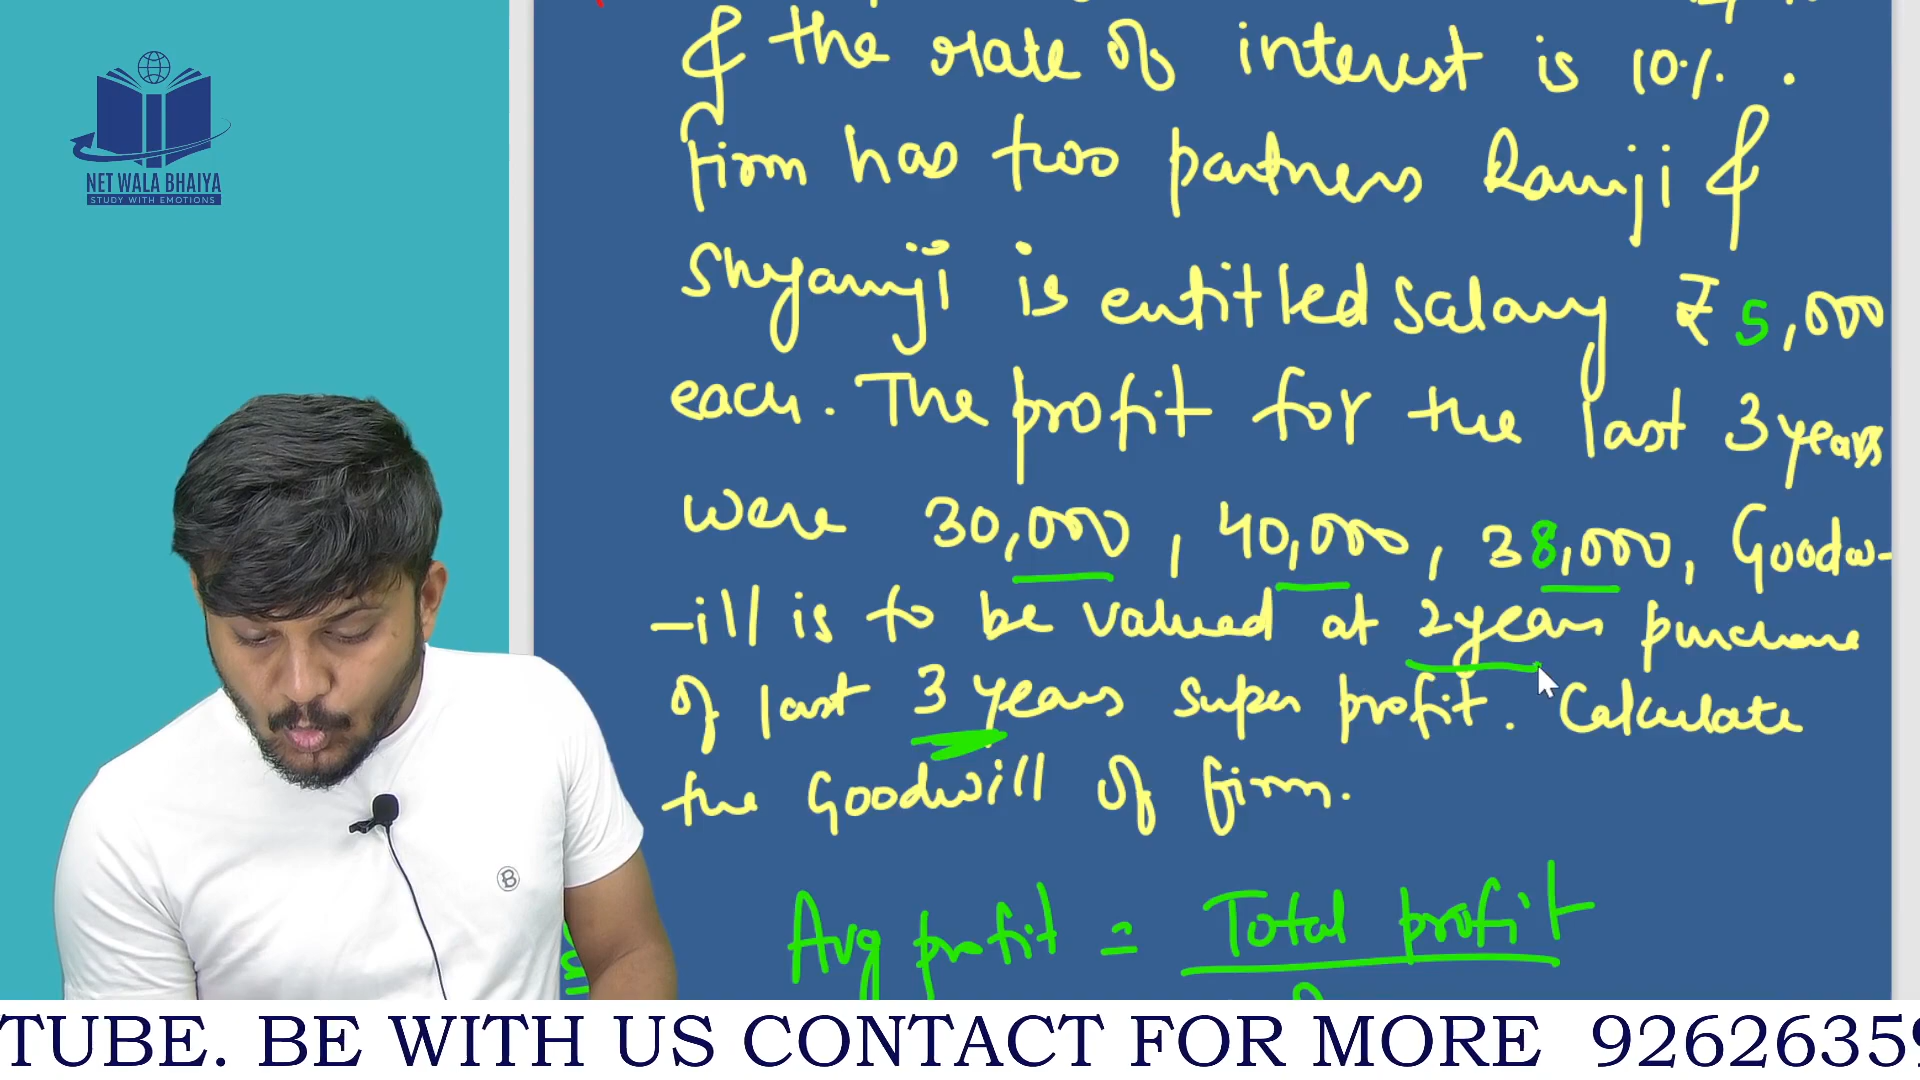 & the rate of interest is 10%.
Firm has two partners Ramji &
Shyamji is entitled salary ₹5,000
each. The profit for the last 3 years
were 30,000, 40,000, 38,000, Goodw-
-ill is to be valued at 2 years purchase
of last 3 years super profit. Calculate
the Goodwill of firm.
Avg profit = Total profit
NET WALA BHAIYA
STUDY WITH EMOTIONS
B
TUBE. BE WITH US CONTACT FOR MORE 9262635